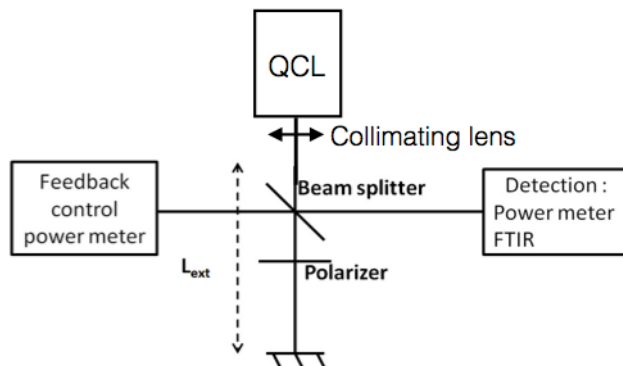 QCL
Collimating lens
Beam splitter
Feedback
control
power meter
Detection :
Power meter
FTIR
Lext
Polarizer